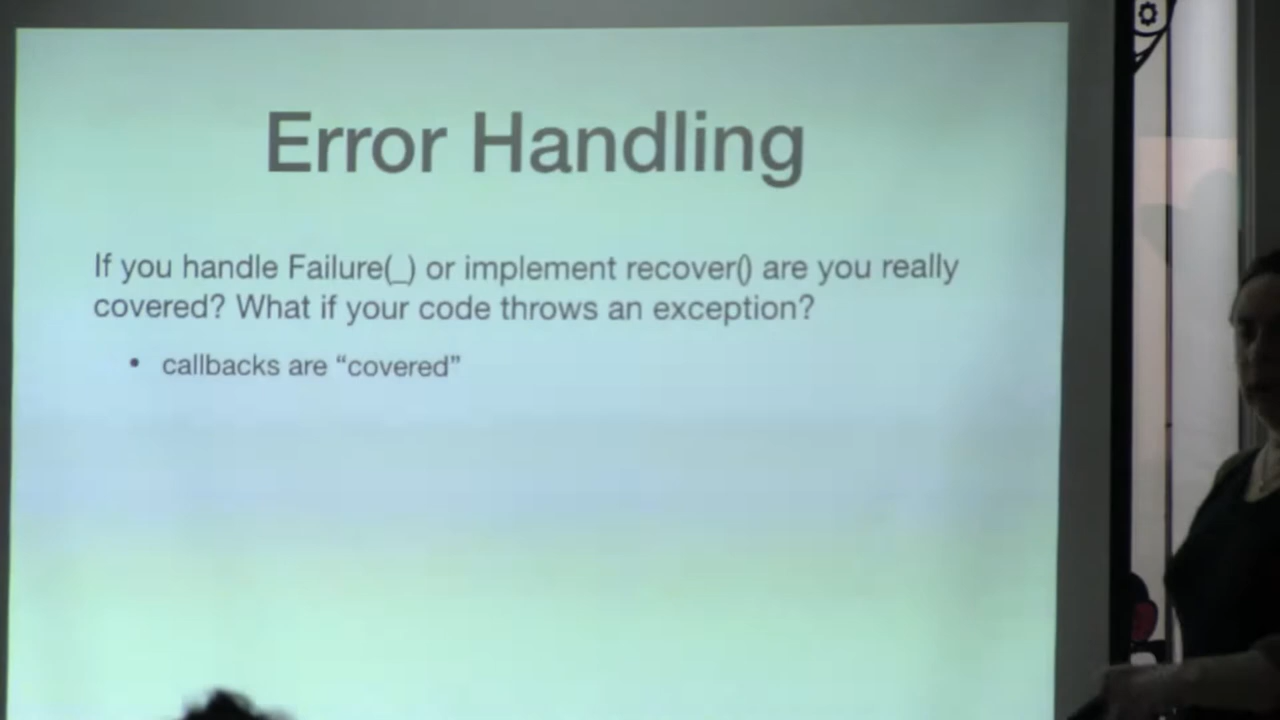 Error Handling
If you handle Failure(_) or implement recover() are you really
covered? What if your code throws an exception?
• callbacks are “covered”